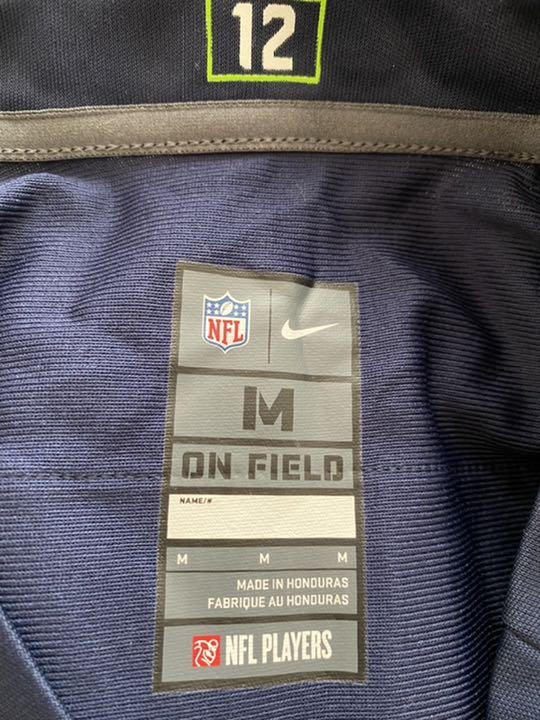 12
NFL
M
ON FIELD
NAME/#
M M M
MADE IN HONDURAS
FABRIQUE AU HONDURAS
NFL PLAYERS